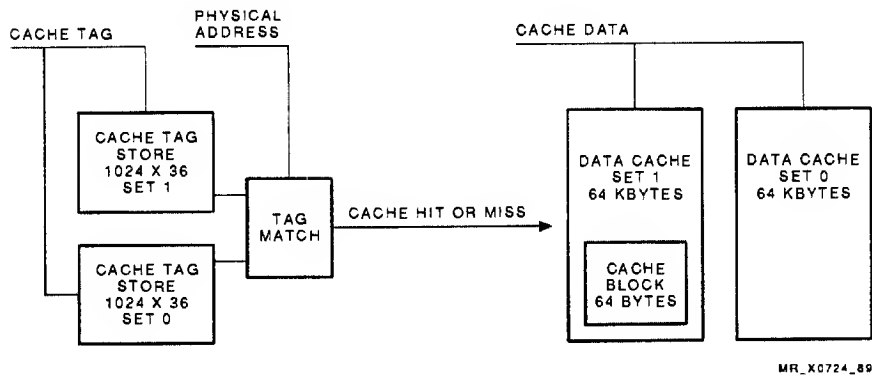 CACHE TAG
PHYSICAL
ADDRESS
CACHE DATA
CACHE TAG
STORE
1024 X 36
SET 1
TAG
MATCH
CACHE HIT OR MISS
CACHE TAG
STORE
1024 X 36
SET 0
DATA CACHE
SET 1
64 KBYTES
CACHE
BLOCK
64 BYTES
DATA CACHE
SET 0
64 KBYTES
MR_X0724_89